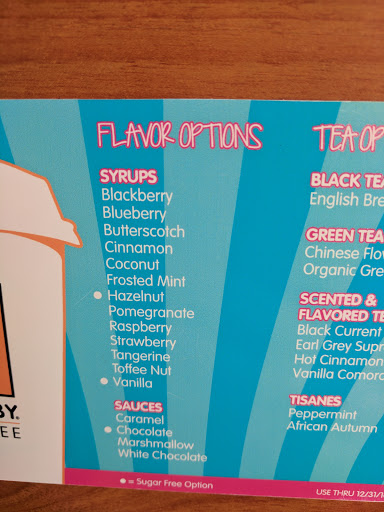 FLAVOR OPTIONS
SYRUPS
Blackberry
Blueberry
Butterscotch
Cinnamon
Coconut
Frosted Mint
• Hazelnut
Pomegranate
Raspberry
Strawberry
Tangerine
Toffee Nut
• Vanilla
SAUCES
Caramel
• Chocolate
Marshmallow
White Chocolate
• = Sugar Free Option
TEA OP
BLACK TEA
English Bre
GREEN TEA
Chinese Flow
Organic Gre
SCENTED &
FLAVORED TE
Black Current
Earl Grey Supr
Hot Cinnamon
Vanilla Comoro
TISANES
Peppermint
African Autumn
USE THRU 12/31/1
BY.
EE